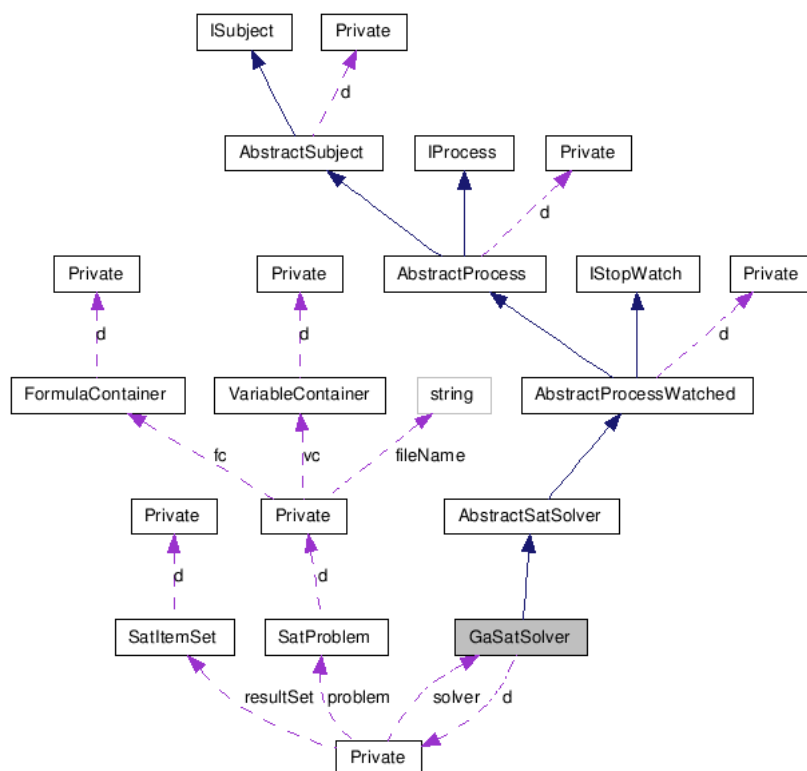 ISubject
Private
d
AbstractSubject
IProcess
Private
d
Private
Private
AbstractProcess
IStopWatch
Private
d
d
d
FormulaContainer
VariableContainer
string
AbstractProcessWatched
fc
vc
fileName
Private
Private
AbstractSatSolver
d
d
SatItemSet
SatProblem
GaSatSolver
resultSet
problem
solver
d
Private